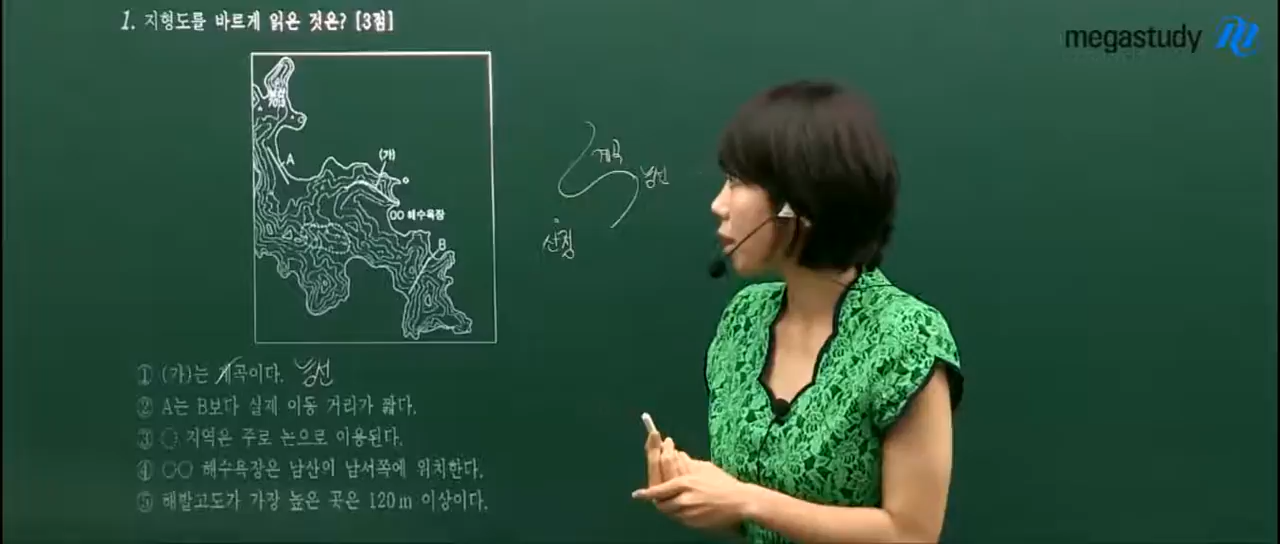 1. 지형도를 바르게 읽은 것은? [3점]
megastudy
A
(가)
○○ 해수욕장
B
계곡
능선
산정
① (가)는 계곡이다. 능선
② A는 B보다 실제 이동 거리가 짧다.
③ ◌ 지역은 주로 논으로 이용된다.
④ ○○ 해수욕장은 남산의 남서쪽에 위치한다.
⑤ 해발고도가 가장 높은 곳은 120m 이상이다.